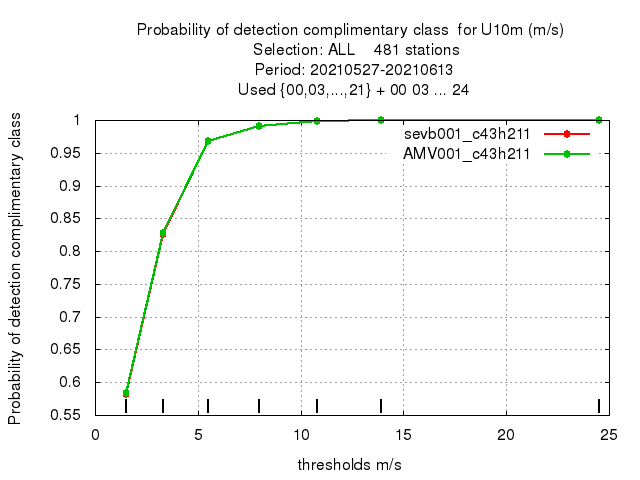 Probability of detection complimentary class  for U10m (m/s)
Selection: ALL    481 stations
Period: 20210527-20210613
Used {00,03,...,21} + 00 03 ... 24
Probability of detection complimentary class
1
0.95
0.9
0.85
0.8
0.75
0.7
0.65
0.6
0.55
sevb001_c43h211
AMV001_c43h211
0 5 10 15 20 25
thresholds m/s